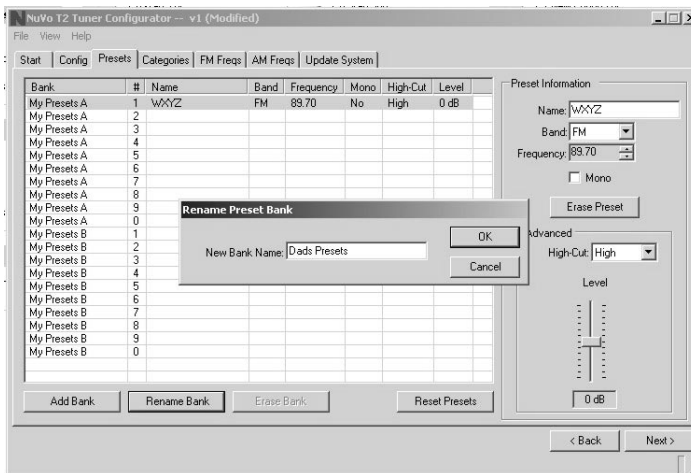 NuVo T2 Tuner Configurator -- v1 (Modified)
File View Help
Start Config Presets Categories FM Freqs AM Freqs Update System
Bank # Name Band Frequency Mono High-Cut Level
My Presets A 1 WXYZ FM 89.70 No High 0 dB
My Presets A 2
My Presets A 3
My Presets A 4
My Presets A 5
My Presets A 6
My Presets A 7
My Presets A 8
My Presets A 9
My Presets A 0
My Presets B 1
My Presets B 2
My Presets B 3
My Presets B 4
My Presets B 5
My Presets B 6
My Presets B 7
My Presets B 8
My Presets B 9
My Presets B 0
Rename Preset Bank
New Bank Name: Dads Presets
OK
Cancel
Preset Information
Name: WXYZ
Band: FM
Frequency: 89.70
Mono
Erase Preset
Advanced
High-Cut: High
Level
0 dB
Add Bank Rename Bank Erase Bank Reset Presets
< Back Next >